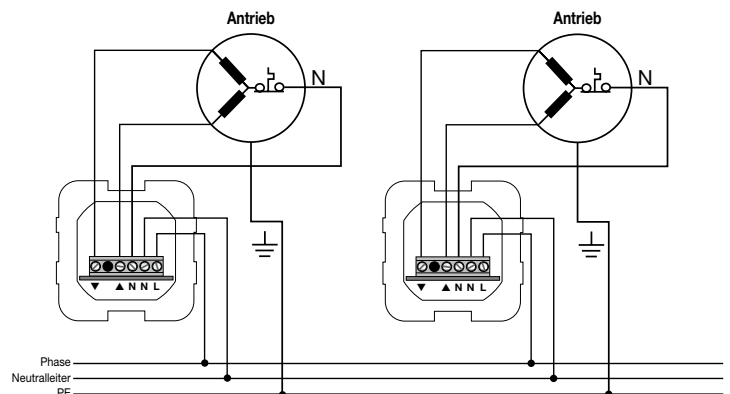 Antrieb Antrieb
N N
▼ ▲ N N L ▼ ▲ N N L
Phase
Neutralleiter
PE